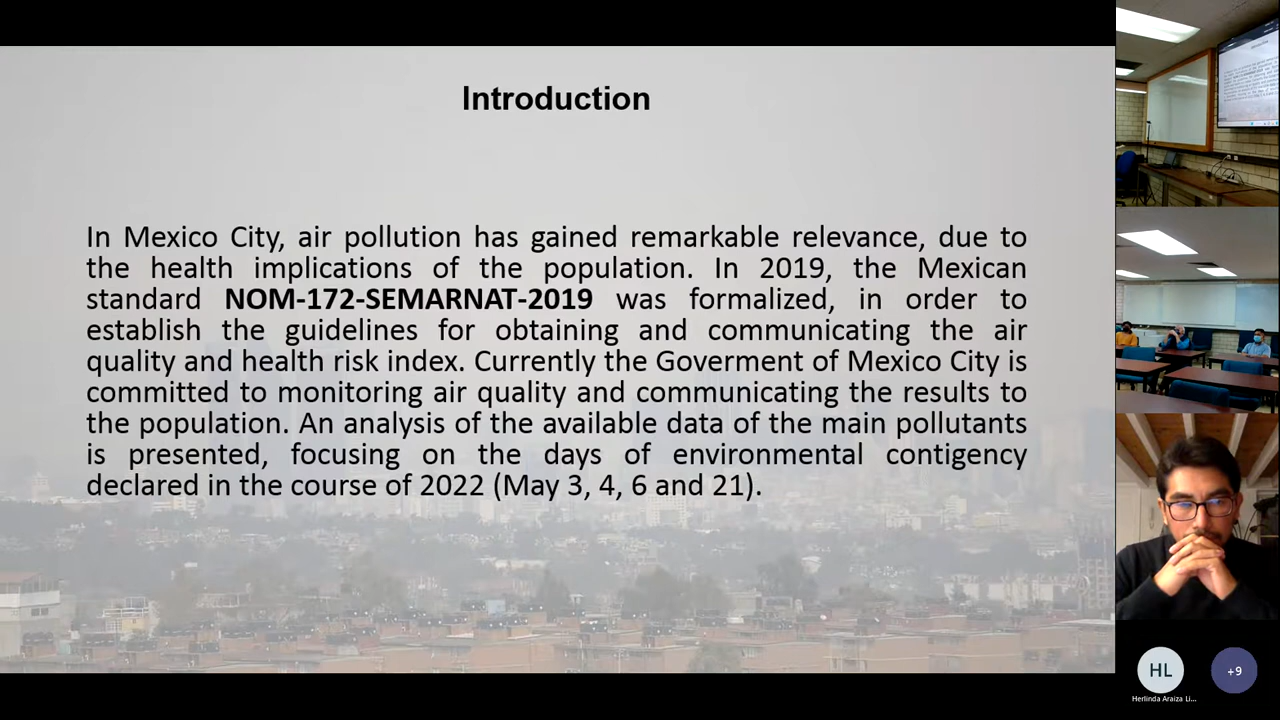 Introduction
In Mexico City, air pollution has gained remarkable relevance, due to
the health implications of the population. In 2019, the Mexican
standard NOM-172-SEMARNAT-2019 was formalized, in order to
establish the guidelines for obtaining and communicating the air
quality and health risk index. Currently the Goverment of Mexico City is
committed to monitoring air quality and communicating the results to
the population. An analysis of the available data of the main pollutants
is presented, focusing on the days of environmental contigency
declared in the course of 2022 (May 3, 4, 6 and 21).
HL
+9
Herlinda Araiza Li...